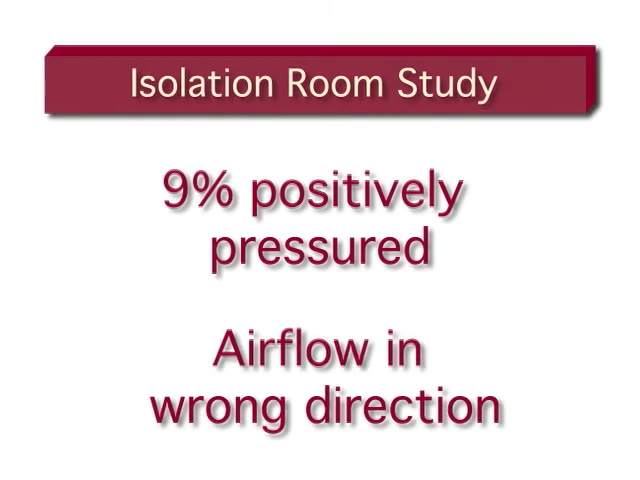 Isolation Room Study
9% positively
pressured
Airflow in
wrong direction